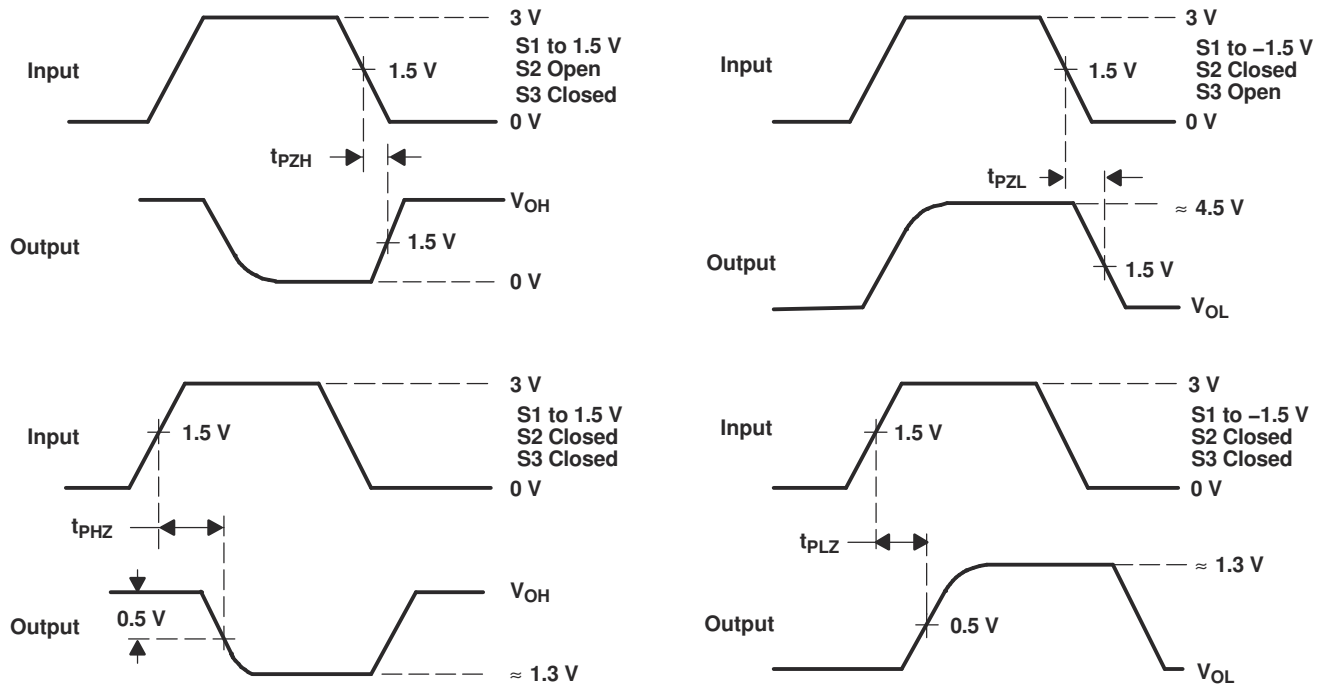 3 V
S1 to 1.5 V
S2 Open
S3 Closed
Input
1.5 V
0 V
tPZH
VOH
Output
1.5 V
0 V
3 V
S1 to −1.5 V
S2 Closed
S3 Open
Input
1.5 V
0 V
tPZL
≈ 4.5 V
Output
1.5 V
VOL
3 V
S1 to 1.5 V
S2 Closed
S3 Closed
Input
1.5 V
0 V
tPHZ
VOH
0.5 V
Output
≈ 1.3 V
3 V
S1 to −1.5 V
S2 Closed
S3 Closed
Input
1.5 V
0 V
tPLZ
≈ 1.3 V
Output
0.5 V
VOL